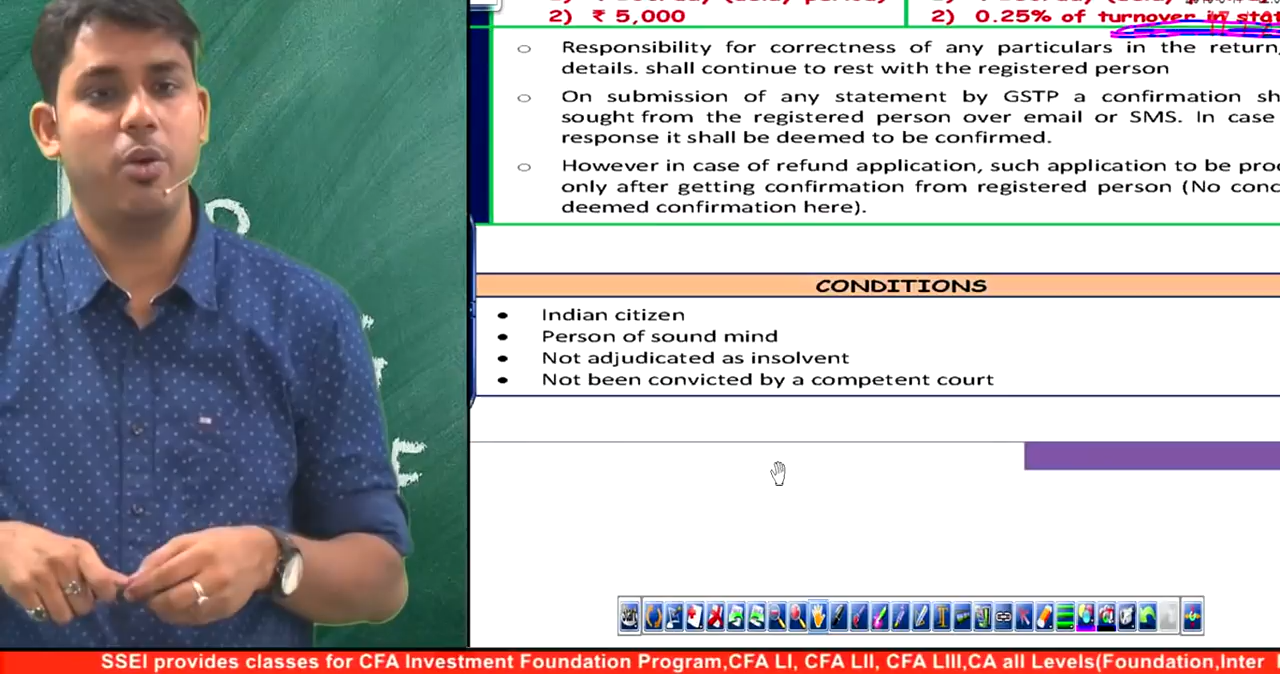 2) ₹ 5,000
2) 0.25% of turnover in stat
Responsibility for correctness of any particulars in the return,
details. shall continue to rest with the registered person
On submission of any statement by GSTP a confirmation sh
sought from the registered person over email or SMS. In case
response it shall be deemed to be confirmed.
However in case of refund application, such application to be pro
only after getting confirmation from registered person (No conc
deemed confirmation here).
CONDITIONS
Indian citizen
Person of sound mind
Not adjudicated as insolvent
Not been convicted by a competent court
SSEI provides classes for CFA Investment Foundation Program,CFA LI, CFA LII, CFA LIII,CA all Levels(Foundation,Inter